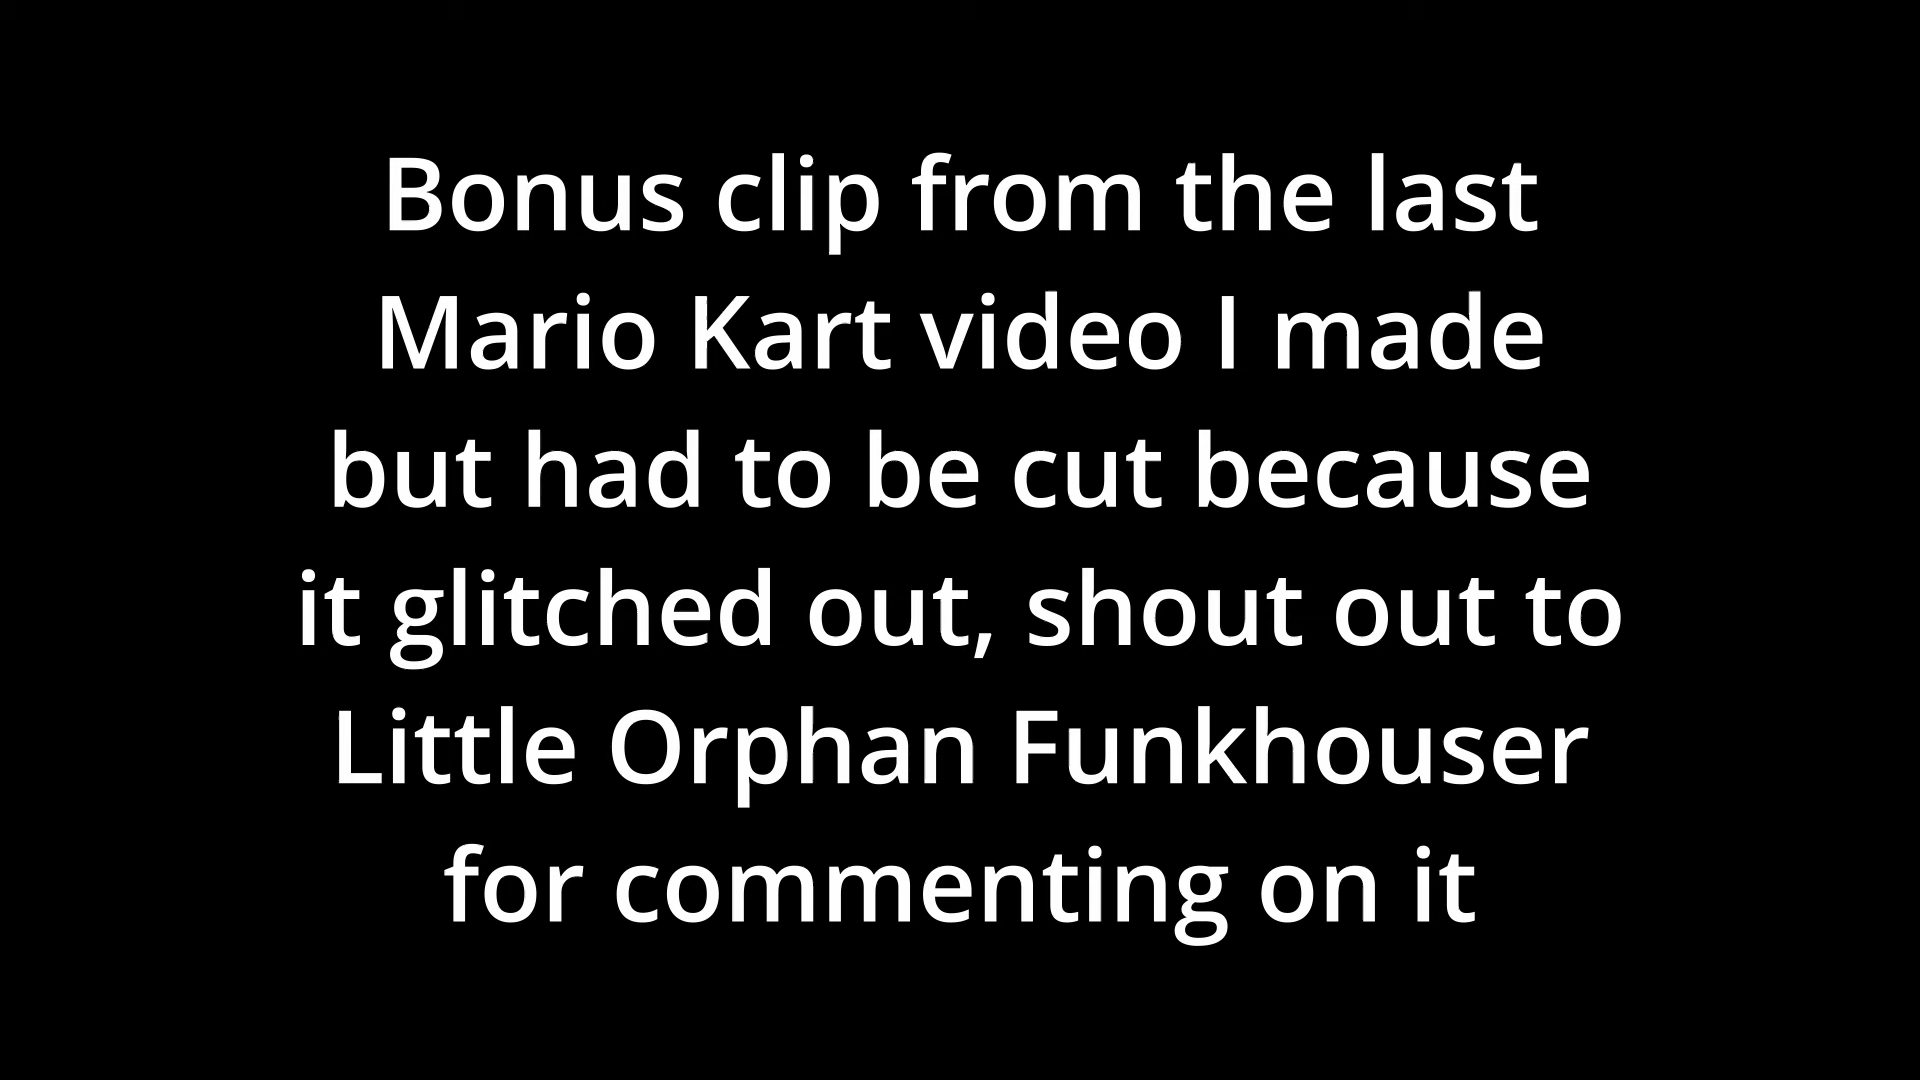 Bonus clip from the last
Mario Kart video I made
but had to be cut because
it glitched out, shout out to
Little Orphan Funkhouser
for commenting on it